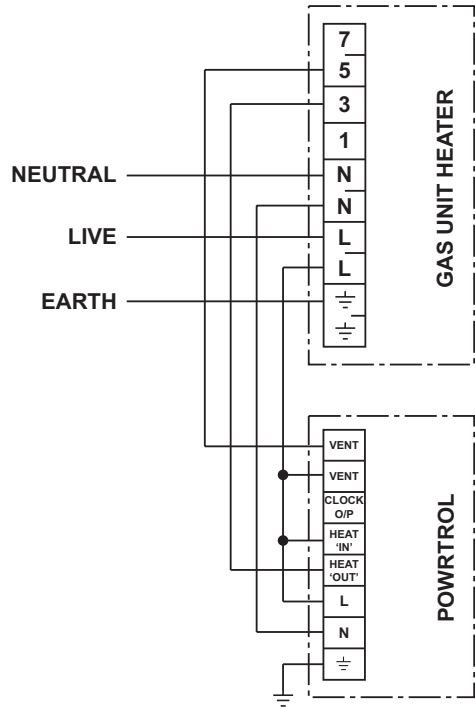 7
5
3
1
NEUTRAL
N
N
LIVE
L
L
EARTH
GAS UNIT HEATER
VENT
VENT
CLOCK
O/P
HEAT
‘IN’
HEAT
‘OUT’
L
N
POWRTROL